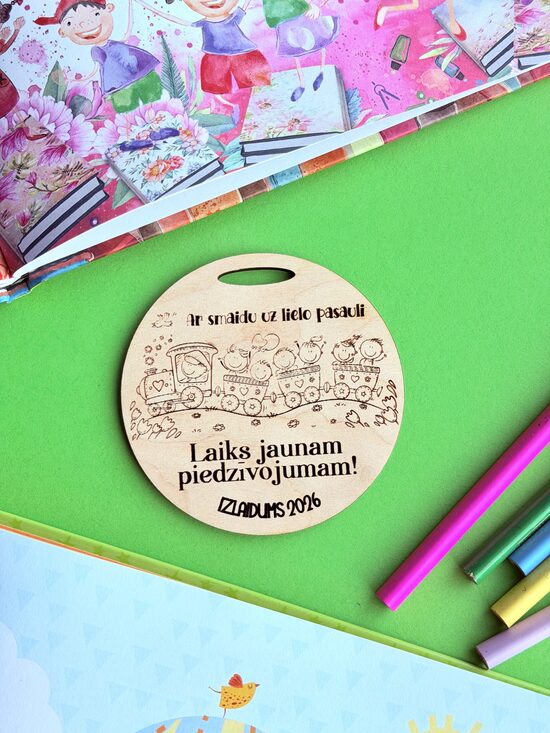 Ar smaidu uz lielo pasauli
Laiks jaunam
piedzīvojumam!
IZLAIDUMS 2026